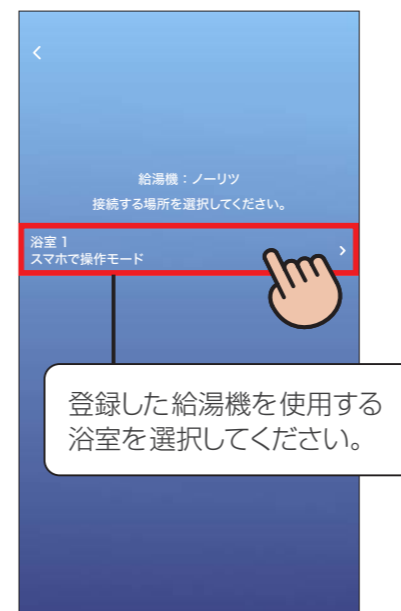 給湯機：ノーリツ
接続する場所を選択してください。
浴室 1
スマホで操作モード
登録した給湯機を使用する
浴室を選択してください。